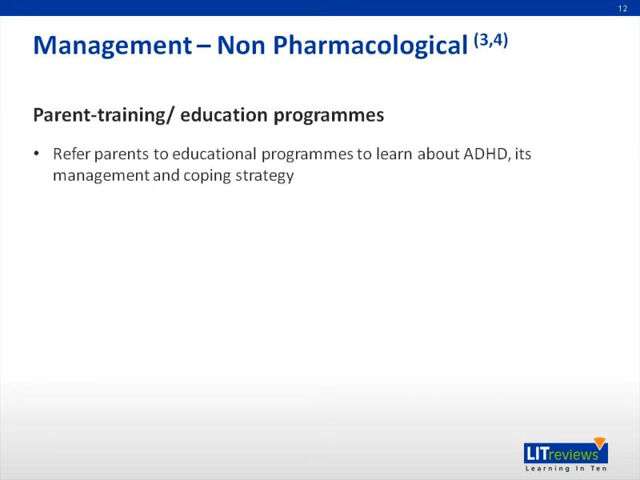 12
Management – Non Pharmacological (3,4)
Parent-training/ education programmes
• Refer parents to educational programmes to learn about ADHD, its
management and coping strategy
LITreviews
Learning In Ten